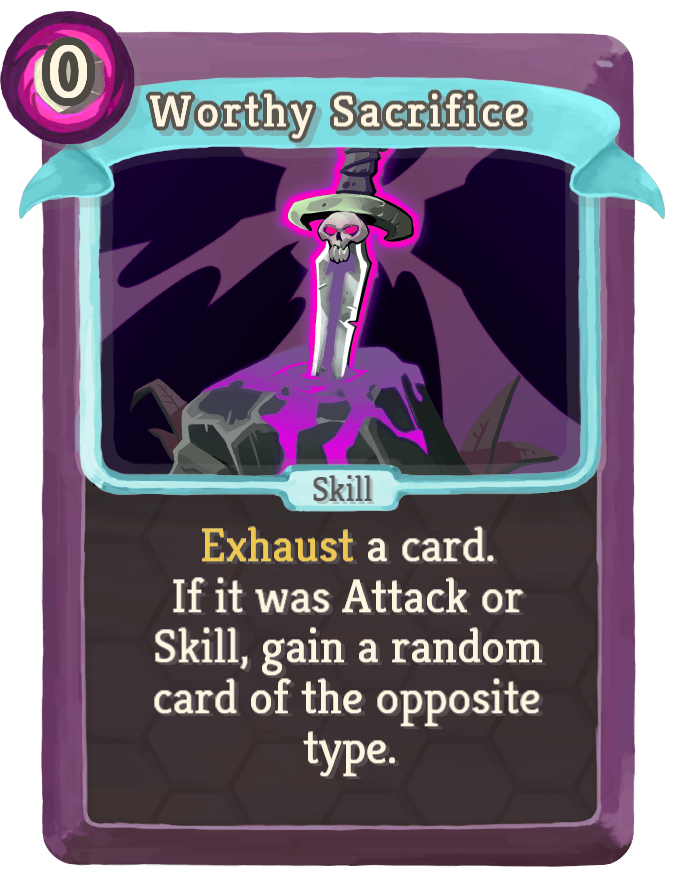 0
Worthy Sacrifice
Skill
Exhaust a card.
If it was Attack or
Skill, gain a random
card of the opposite
type.